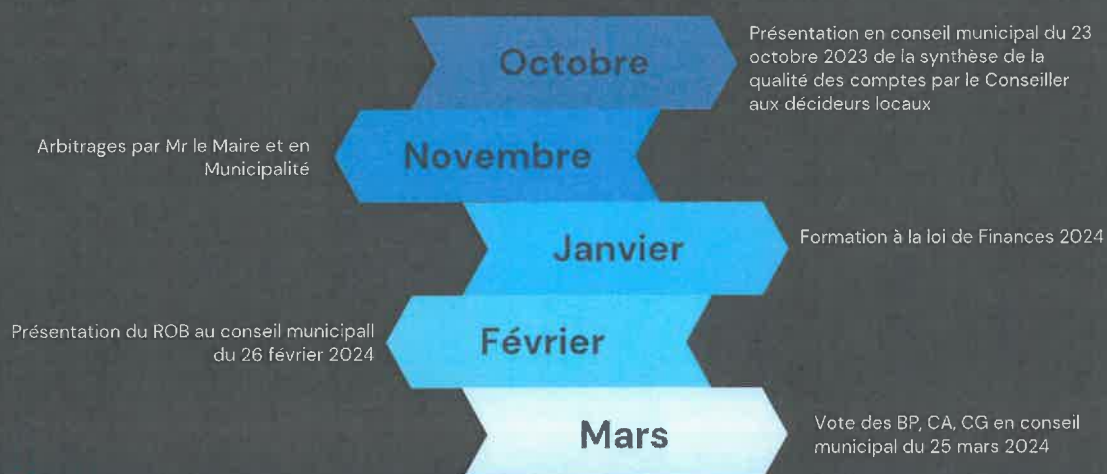 Octobre
Présentation en conseil municipal du 23
octobre 2023 de la synthèse de la
qualité des comptes par le Conseiller
aux décideurs locaux
Arbitrages par Mr le Maire et en
Municipalité
Novembre
Janvier
Formation à la loi de Finances 2024
Présentation du ROB au conseil municipall
du 26 février 2024
Février
Mars
Vote des BP, CA, CG en conseil
municipal du 25 mars 2024